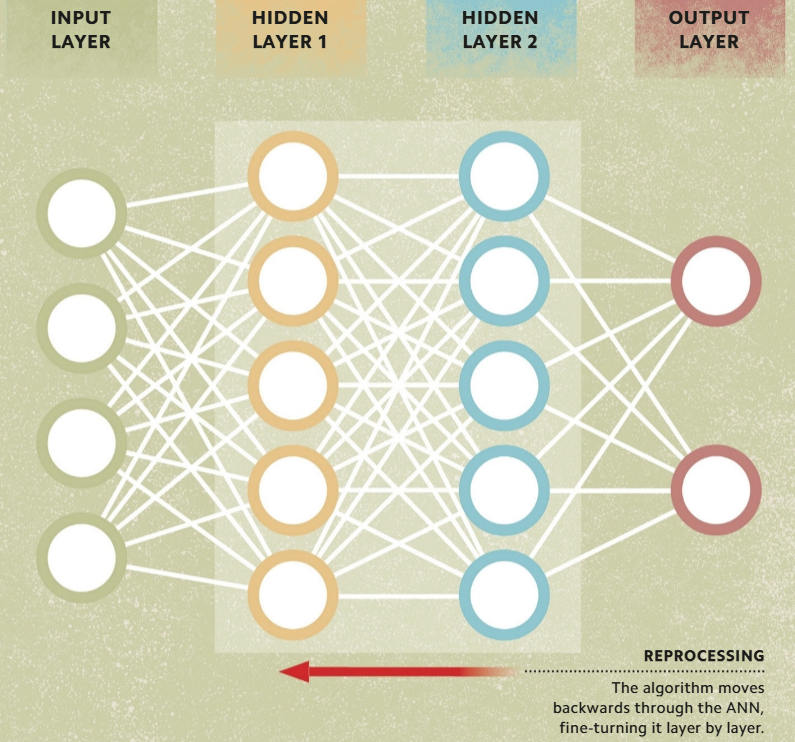 INPUT
LAYER
HIDDEN
LAYER 1
HIDDEN
LAYER 2
OUTPUT
LAYER
REPROCESSING
The algorithm moves
backwards through the ANN,
fine-turning it layer by layer.